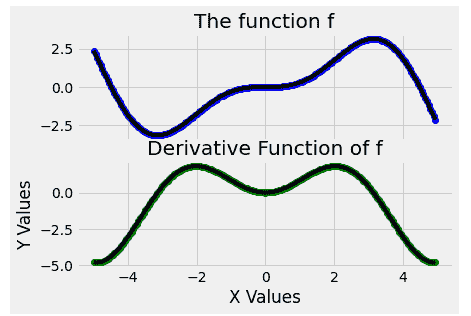 The function f
2.5
0.0
−2.5
Derivative Function of f
0.0
−2.5
−5.0
Y Values
−4 −2 0 2 4
X Values